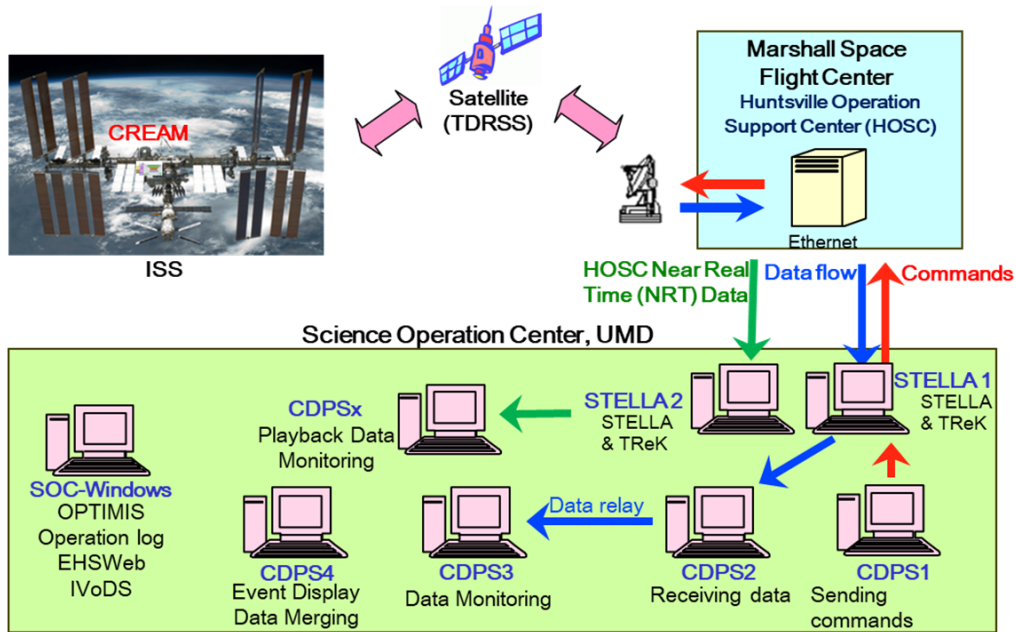 Satellite
(TDRSS)
Marshall Space
Flight Center
Huntsville Operation
Support Center (HOSC)
Ethernet
CREAM
ISS
HOSC Near Real
Time (NRT) Data
Data flow
Commands
Science Operation Center, UMD
STELLA 1
STELLA
& TReK
STELLA 2
STELLA
& TReK
CDPSx
Playback Data
Monitoring
SOC-Windows
OPTIMIS
Operation log
EHSWeb
IVoDS
Data relay
CDPS4
Event Display
Data Merging
CDPS3
Data Monitoring
CDPS2
Receiving data
CDPS1
Sending
commands